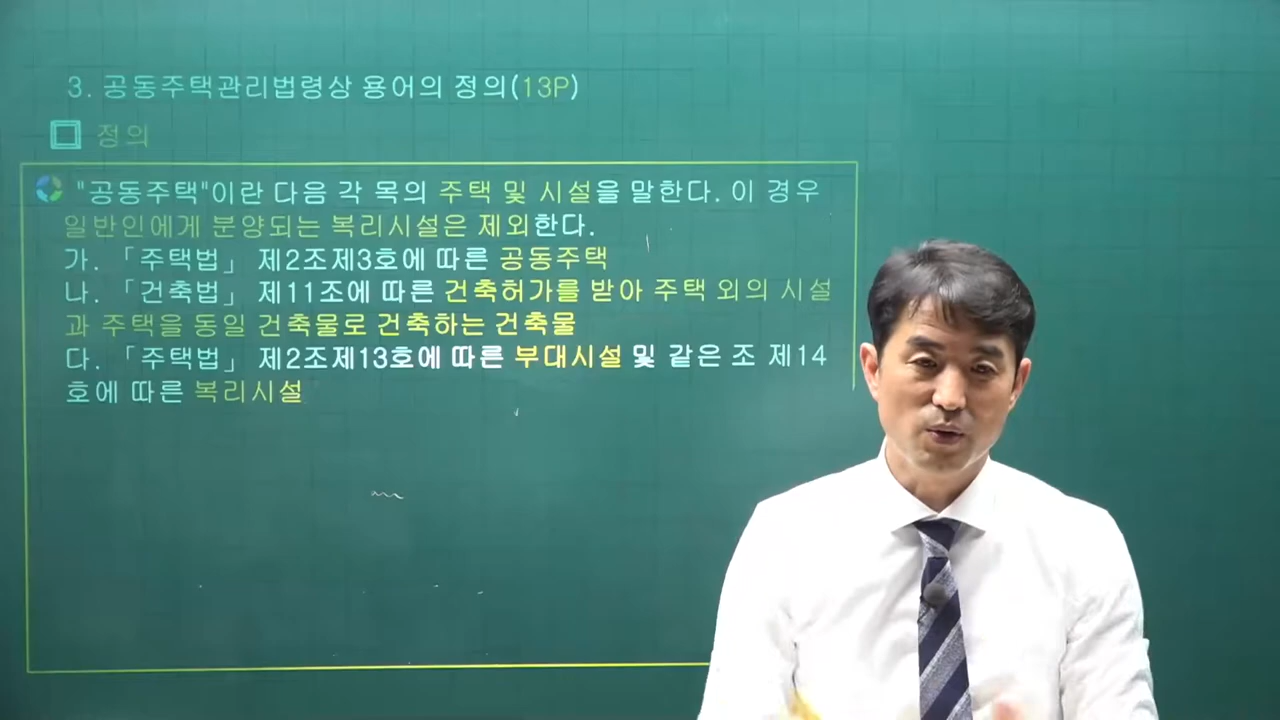 3. 공동주택관리법령상 용어의 정의(13P)
정의
"공동주택"이란 다음 각 목의 주택 및 시설을 말한다. 이 경우
일반인에게 분양되는 복리시설은 제외한다.
가. 「주택법」 제2조제3호에 따른 공동주택
나. 「건축법」 제11조에 따른 건축허가를 받아 주택 외의 시설
과 주택을 동일 건축물로 건축하는 건축물
다. 「주택법」 제2조제13호에 따른 부대시설 및 같은 조 제14
호에 따른 복리시설